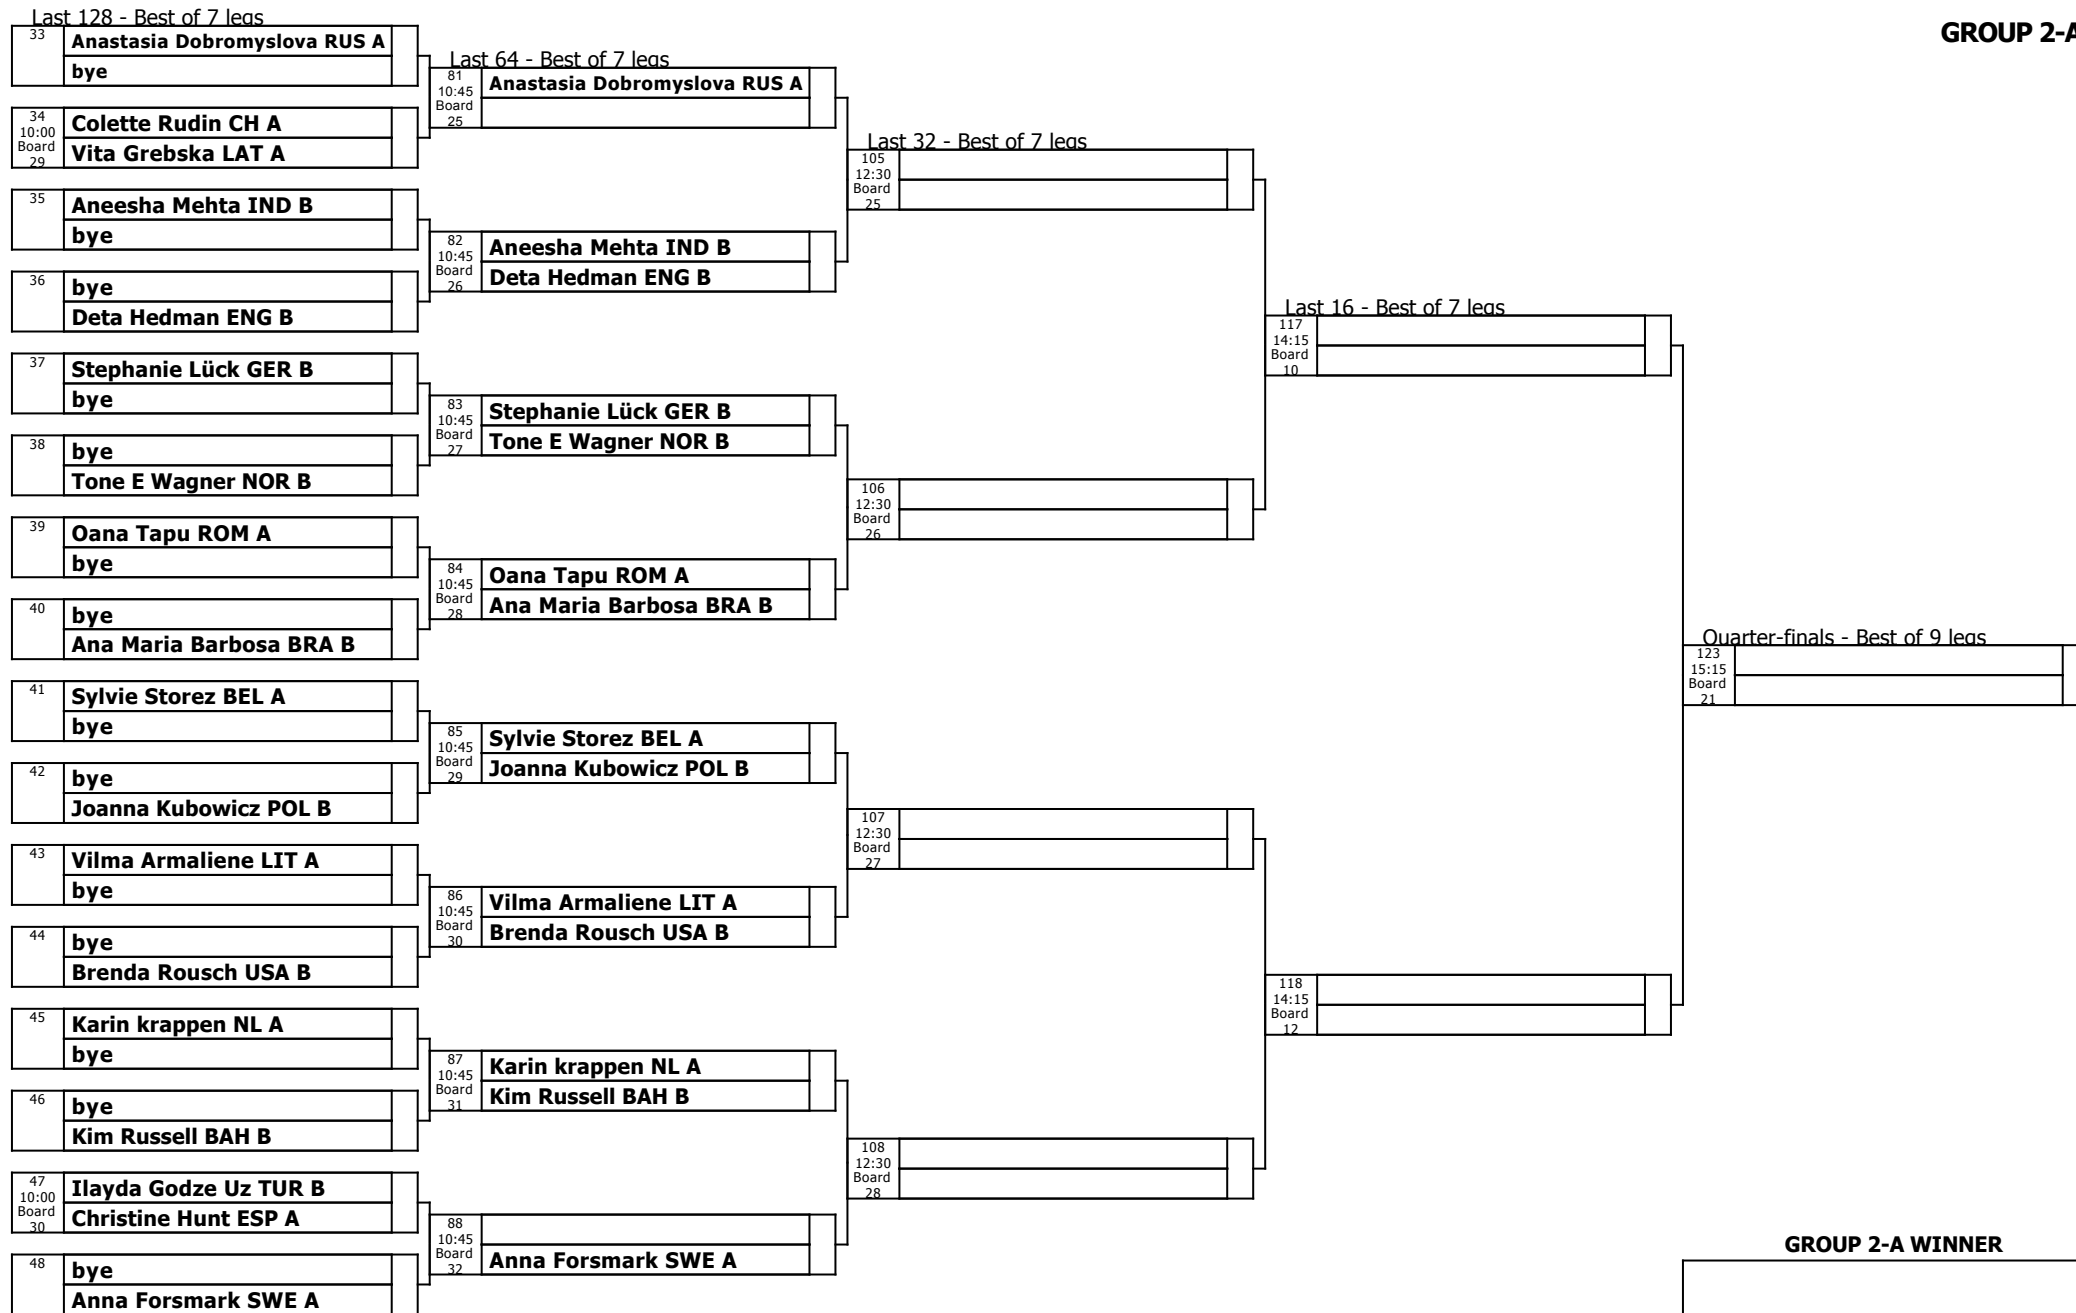 Last 128 - Best of 7 legs
GROUP 2-A
33
Anastasia Dobromyslova RUS A
bye
34
10:00
Board
29
Colette Rudin CH A
Vita Grebska LAT A
35
Aneesha Mehta IND B
bye
36
bye
Deta Hedman ENG B
37
Stephanie Lück GER B
bye
38
bye
Tone E Wagner NOR B
39
Oana Tapu ROM A
bye
40
bye
Ana Maria Barbosa BRA B
41
Sylvie Storez BEL A
bye
42
bye
Joanna Kubowicz POL B
43
Vilma Armaliene LIT A
bye
44
bye
Brenda Rousch USA B
45
Karin krappen NL A
bye
46
bye
Kim Russell BAH B
47
10:00
Board
30
Ilayda Godze Uz TUR B
Christine Hunt ESP A
48
bye
Anna Forsmark SWE A
Last 64 - Best of 7 legs
81
10:45
Board
25
Anastasia Dobromyslova RUS A
82
10:45
Board
26
Aneesha Mehta IND B
Deta Hedman ENG B
83
10:45
Board
27
Stephanie Lück GER B
Tone E Wagner NOR B
84
10:45
Board
28
Oana Tapu ROM A
Ana Maria Barbosa BRA B
85
10:45
Board
29
Sylvie Storez BEL A
Joanna Kubowicz POL B
86
10:45
Board
30
Vilma Armaliene LIT A
Brenda Rousch USA B
87
10:45
Board
31
Karin krappen NL A
Kim Russell BAH B
88
10:45
Board
32
Anna Forsmark SWE A
Last 32 - Best of 7 legs
105
12:30
Board
25
106
12:30
Board
26
107
12:30
Board
27
108
12:30
Board
28
Last 16 - Best of 7 legs
117
14:15
Board
10
118
14:15
Board
12
Quarter-finals - Best of 9 legs
123
15:15
Board
21
GROUP 2-A WINNER